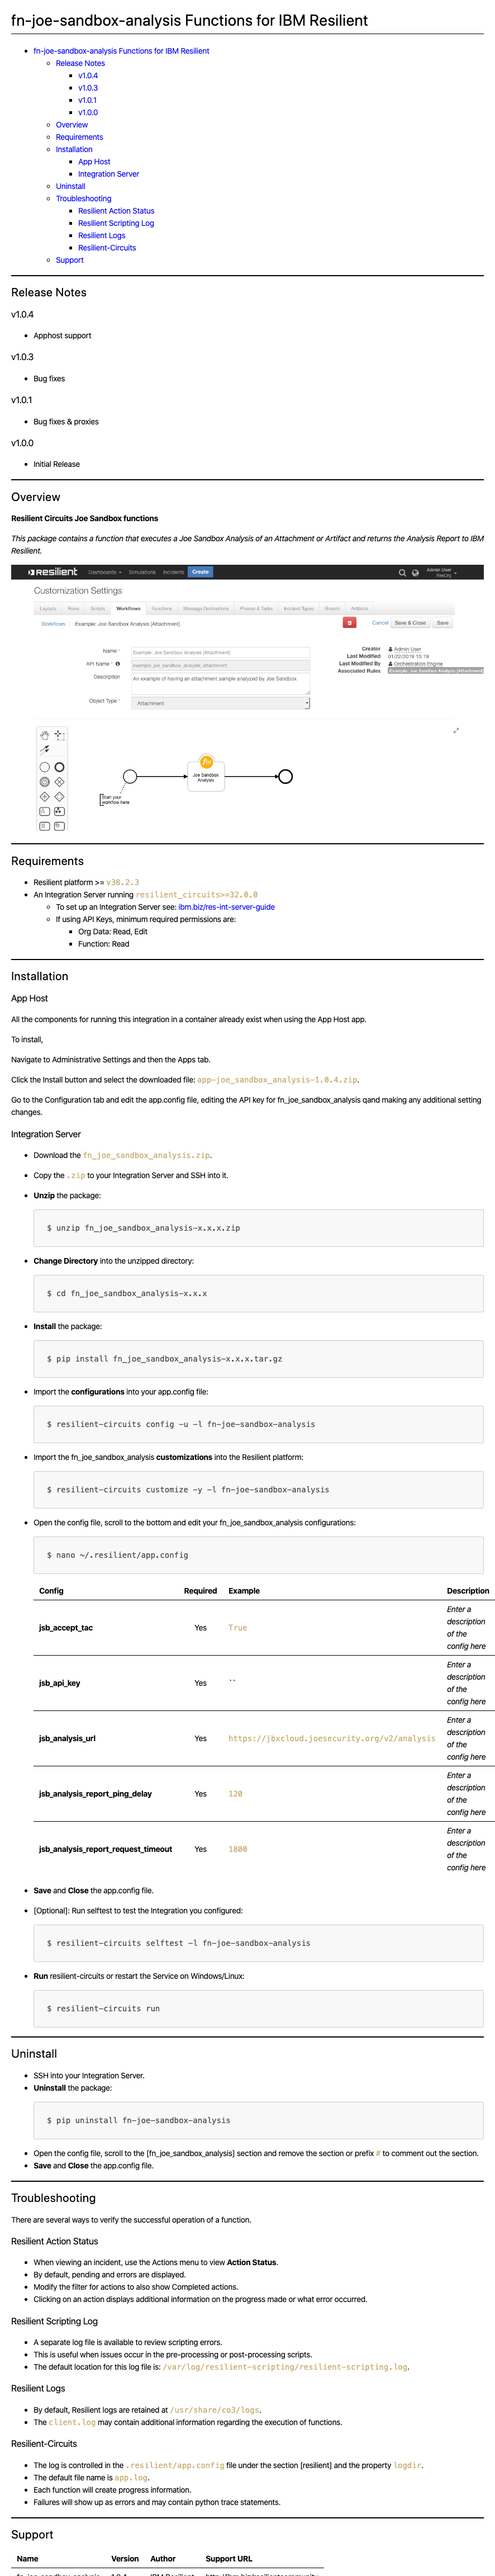 fn-joe-sandbox-analysis Functions for IBM Resilient
fn-joe-sandbox-analysis Functions for IBM Resilient
Release Notes
v1.0.4
v1.0.3
v1.0.1
v1.0.0
Overview
Requirements
Installation
App Host
Integration Server
Uninstall
Troubleshooting
Resilient Action Status
Resilient Scripting Log
Resilient Logs
Resilient-Circuits
Support
Release Notes
v1.0.4
Apphost support
v1.0.3
Bug fixes
v1.0.1
Bug fixes & proxies
v1.0.0
Initial Release
Overview
Resilient Circuits Joe Sandbox functions
This package contains a function that executes a Joe Sandbox Analysis of an Attachment or Artifact and returns the Analysis Report to IBM
Resilient.
Resilient Dashboards Simulations Incidents Create Admin User
Customization Settings
Layouts Rules Scripts Workflows Functions Message Destinations Phases & Tasks Incident Types Breach Artifacts
Workflows / Example: Joe Sandbox Analysis [Attachment] Cancel Save & Close Save
Name * Example: Joe Sandbox Analysis [Attachment]
API Name * example_joe_sandbox_analysis_attachment
Description An example of having an attachment sample analyzed by Joe Sandbox
Object Type * Attachment
Creator Admin User
Last Modified 01/22/2019 15:19
Last Modified By Orchestration Engine
Associated Rules Example: Joe Sandbox Analysis [Attachment]
fx
Joe Sandbox
Analysis
Start your
workflow here
Requirements
Resilient platform >= v38.2.3
An Integration Server running resilient_circuits>=32.0.0
To set up an Integration Server see: ibm.biz/res-int-server-guide
If using API Keys, minimum required permissions are:
Org Data: Read, Edit
Function: Read
Installation
App Host
All the components for running this integration in a container already exist when using the App Host app.
To install,
Navigate to Administrative Settings and then the Apps tab.
Click the Install button and select the downloaded file: app-joe_sandbox_analysis-1.0.4.zip.
Go to the Configuration tab and edit the app.config file, editing the API key for fn_joe_sandbox_analysis qand making any additional setting
changes.
Integration Server
Download the fn_joe_sandbox_analysis.zip.
Copy the .zip to your Integration Server and SSH into it.
Unzip the package:
$ unzip fn_joe_sandbox_analysis-x.x.x.zip
Change Directory into the unzipped directory:
$ cd fn_joe_sandbox_analysis-x.x.x
Install the package:
$ pip install fn_joe_sandbox_analysis-x.x.x.tar.gz
Import the configurations into your app.config file:
$ resilient-circuits config -u -l fn-joe-sandbox-analysis
Import the fn_joe_sandbox_analysis customizations into the Resilient platform:
$ resilient-circuits customize -y -l fn-joe-sandbox-analysis
Open the config file, scroll to the bottom and edit your fn_joe_sandbox_analysis configurations:
$ nano ~/.resilient/app.config
Config Required Example Description
jsb_accept_tac Yes True Enter a
description
of the
config here
jsb_api_key Yes `` Enter a
description
of the
config here
jsb_analysis_url Yes https://jbxcloud.joesecurity.org/v2/analysis Enter a
description
of the
config here
jsb_analysis_report_ping_delay Yes 120 Enter a
description
of the
config here
jsb_analysis_report_request_timeout Yes 1800 Enter a
description
of the
config here
Save and Close the app.config file.
[Optional]: Run selftest to test the Integration you configured:
$ resilient-circuits selftest -l fn-joe-sandbox-analysis
Run resilient-circuits or restart the Service on Windows/Linux:
$ resilient-circuits run
Uninstall
SSH into your Integration Server.
Uninstall the package:
$ pip uninstall fn-joe-sandbox-analysis
Open the config file, scroll to the [fn_joe_sandbox_analysis] section and remove the section or prefix # to comment out the section.
Save and Close the app.config file.
Troubleshooting
There are several ways to verify the successful operation of a function.
Resilient Action Status
When viewing an incident, use the Actions menu to view Action Status.
By default, pending and errors are displayed.
Modify the filter for actions to also show Completed actions.
Clicking on an action displays additional information on the progress made or what error occurred.
Resilient Scripting Log
A separate log file is available to review scripting errors.
This is useful when issues occur in the pre-processing or post-processing scripts.
The default location for this log file is: /var/log/resilient-scripting/resilient-scripting.log.
Resilient Logs
By default, Resilient logs are retained at /usr/share/co3/logs.
The client.log may contain additional information regarding the execution of functions.
Resilient-Circuits
The log is controlled in the .resilient/app.config file under the section [resilient] and the property logdir.
The default file name is app.log.
Each function will create progress information.
Failures will show up as errors and may contain python trace statements.
Support
Name Version Author Support URL